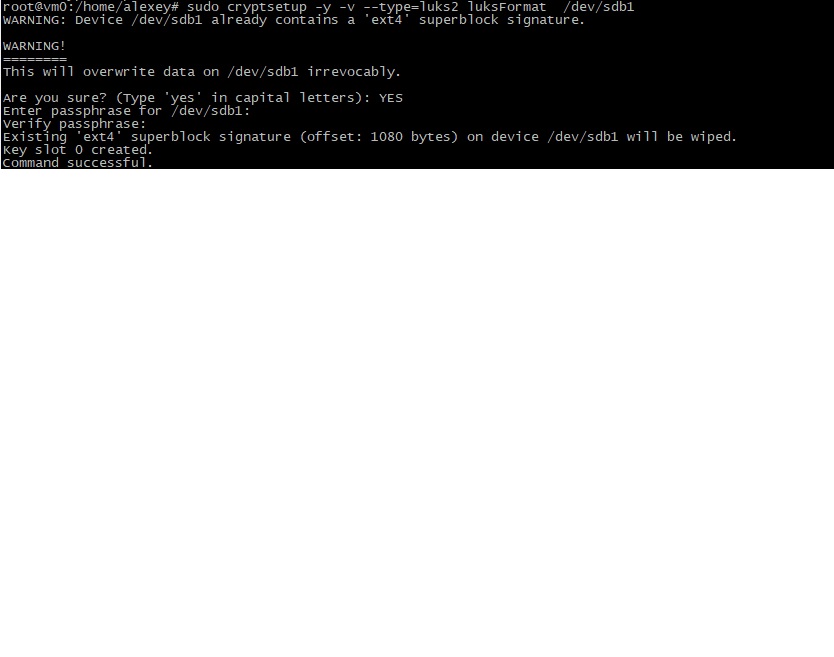 root@vm0:/home/alexey# sudo cryptsetup -y -v --type=luks2 luksFormat  /dev/sdb1
WARNING: Device /dev/sdb1 already contains a 'ext4' superblock signature.
WARNING!
========
This will overwrite data on /dev/sdb1 irrevocably.
Are you sure? (Type 'yes' in capital letters): YES
Enter passphrase for /dev/sdb1:
Verify passphrase:
Existing 'ext4' superblock signature (offset: 1080 bytes) on device /dev/sdb1 will be wiped.
Key slot 0 created.
Command successful.